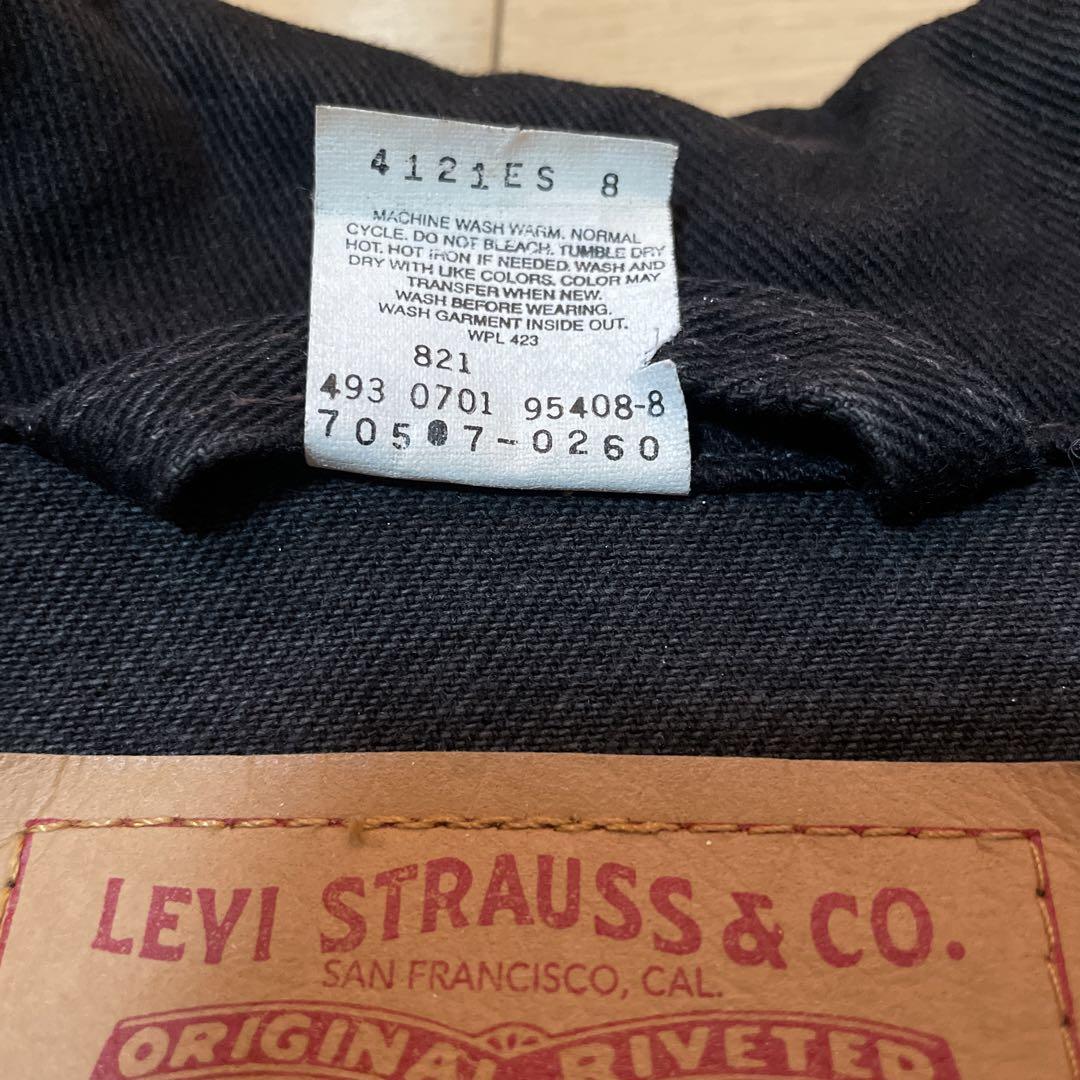 4121ES 8
MACHINE WASH WARM. NORMAL
CYCLE. DO NOT BLEACH. TUMBLE DRY
HOT. HOT IRON IF NEEDED. WASH AND
DRY WITH LIKE COLORS. COLOR MAY
TRANSFER WHEN NEW.
WASH BEFORE WEARING.
WASH GARMENT INSIDE OUT.
WPL 423
821
493 0701 95408-8
70507-0260
LEVI STRAUSS & CO.
SAN FRANCISCO, CAL.
ORIGINAL RIVETED